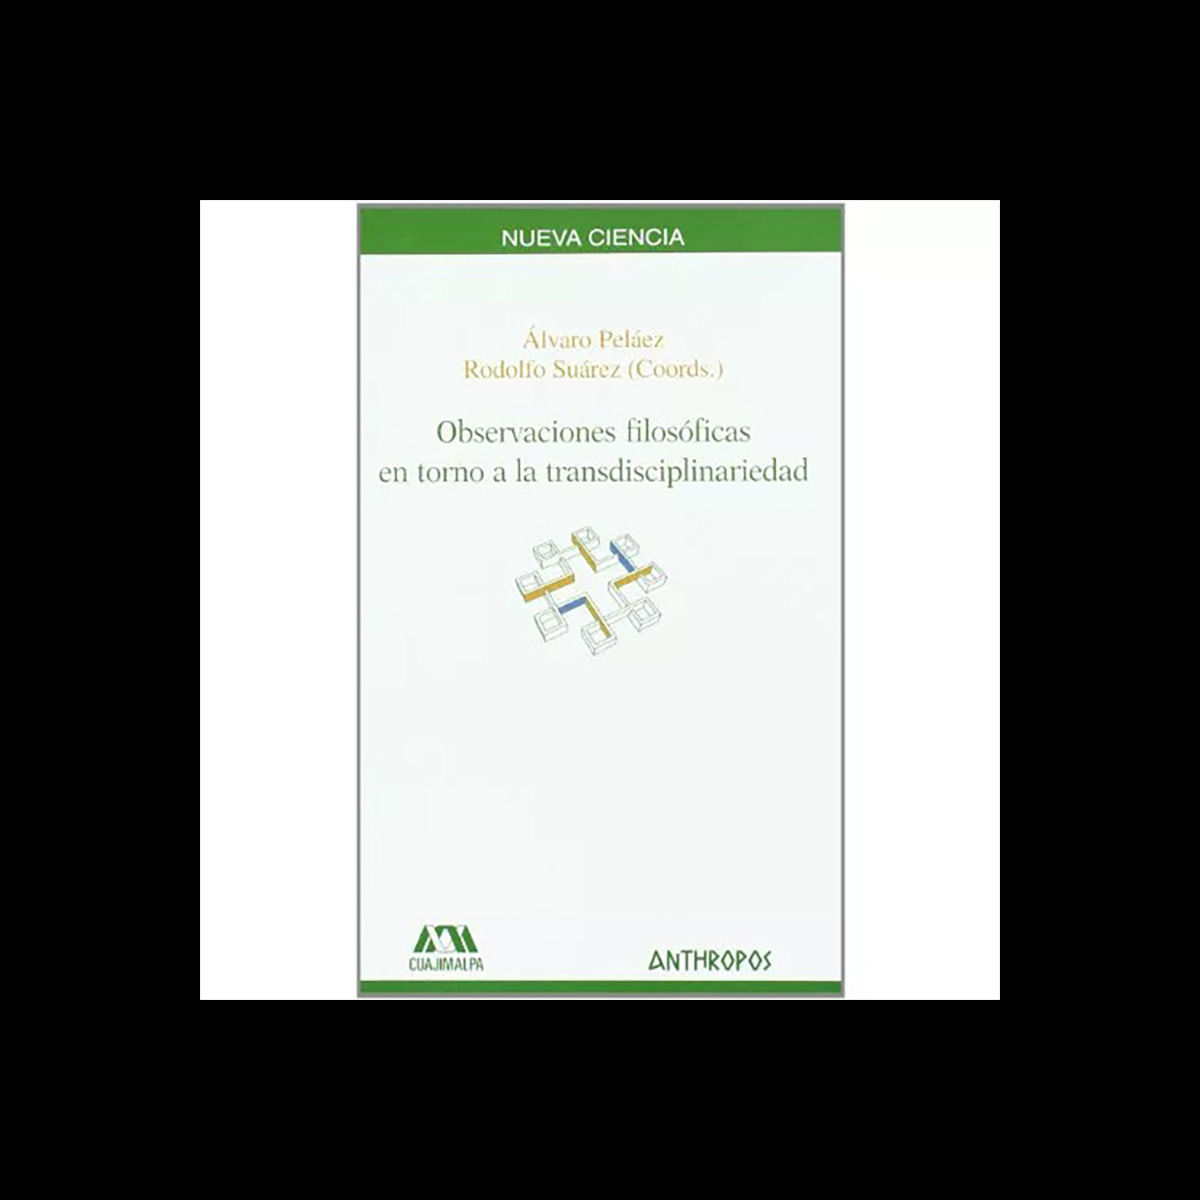 NUEVA CIENCIA
Álvaro Peláez
Rodolfo Suárez (Coords.)
Observaciones filosóficas
en torno a la transdisciplinariedad
CUAJIMALPA
ANTHROPOS